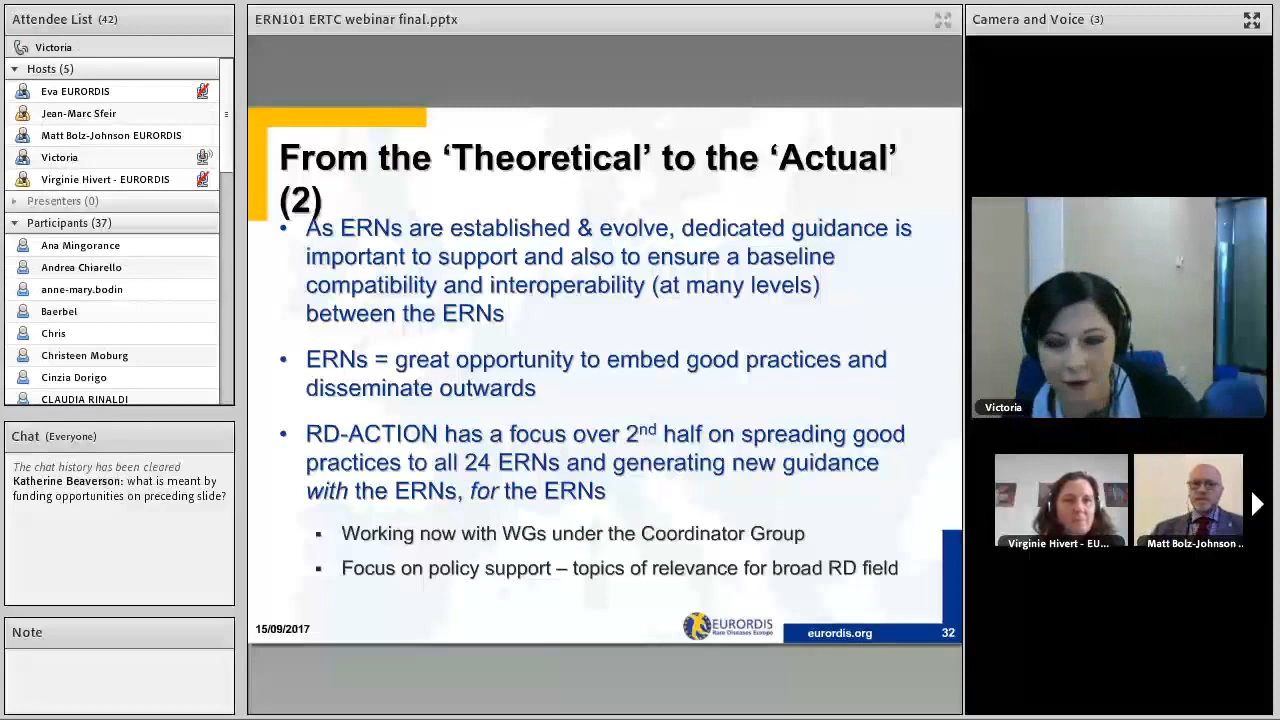 Attendee List (42)
Victoria
Hosts (5)
Eva EURORDIS
Jean-Marc Sfeir
Matt Bolz-Johnson EURORDIS
Victoria
Virginie Hivert - EURORDIS
Presenters (0)
Participants (37)
Ana Mingorance
Andrea Chiarello
anne-mary.bodin
Baerbel
Chris
Christeen Moburg
Cinzia Dorigo
CLAUDIA RINALDI
Chat (Everyone)
The chat history has been cleared
Katherine Beaverson: what is meant by
funding opportunities on preceding slide?
Note
ERN101 ERTC webinar final.pptx
From the ‘Theoretical’ to the ‘Actual’
(2)
• As ERNs are established & evolve, dedicated guidance is
important to support and also to ensure a baseline
compatibility and interoperability (at many levels)
between the ERNs
• ERNs = great opportunity to embed good practices and
disseminate outwards
• RD-ACTION has a focus over 2nd half on spreading good
practices to all 24 ERNs and generating new guidance
with the ERNs, for the ERNs
▪ Working now with WGs under the Coordinator Group
▪ Focus on policy support – topics of relevance for broad RD field
15/09/2017
EURORDIS
Rare Diseases Europe
eurordis.org
32
Camera and Voice (3)
Victoria
Virginie Hivert - EU...
Matt Bolz-Johnson ..